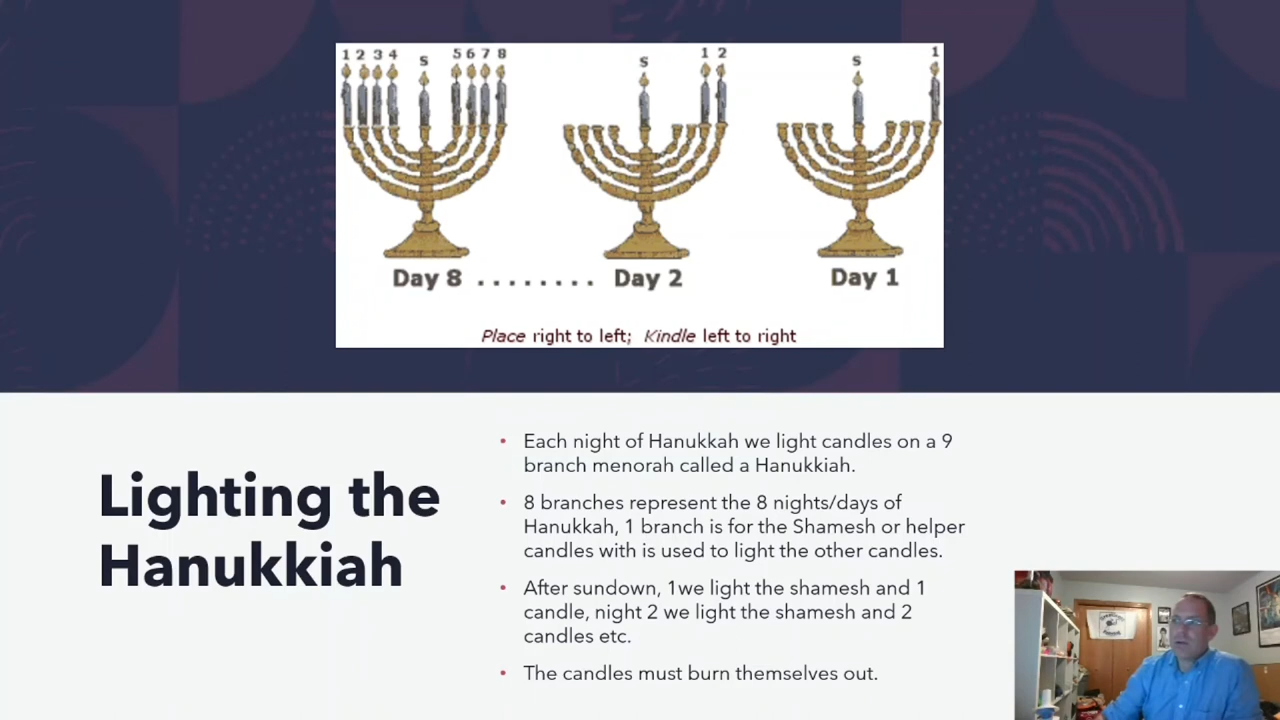 1 2 3 4 S 5 6 7 8
S 1 2
S 1
Day 8 ........ Day 2 Day 1
Place right to left; Kindle left to right
Lighting the
Hanukkiah
• Each night of Hanukkah we light candles on a 9
branch menorah called a Hanukkiah.
• 8 branches represent the 8 nights/days of
Hanukkah, 1 branch is for the Shamesh or helper
candles with is used to light the other candles.
• After sundown, 1we light the shamesh and 1
candle, night 2 we light the shamesh and 2
candles etc.
• The candles must burn themselves out.